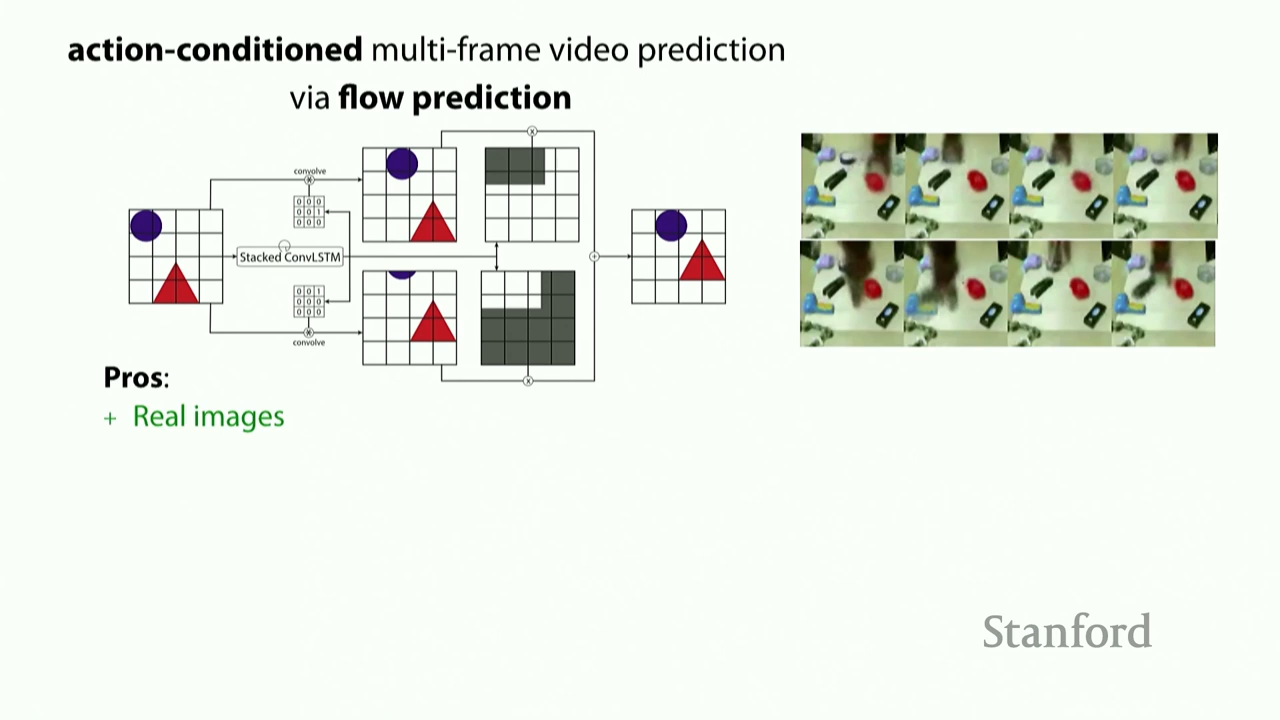 action-conditioned multi-frame video prediction
via flow prediction
convolve
0 0 0
0 0 1
0 0 0
Stacked ConvLSTM
0 0 1
0 0 0
0 0 0
convolve
Pros:
+ Real images
Stanford